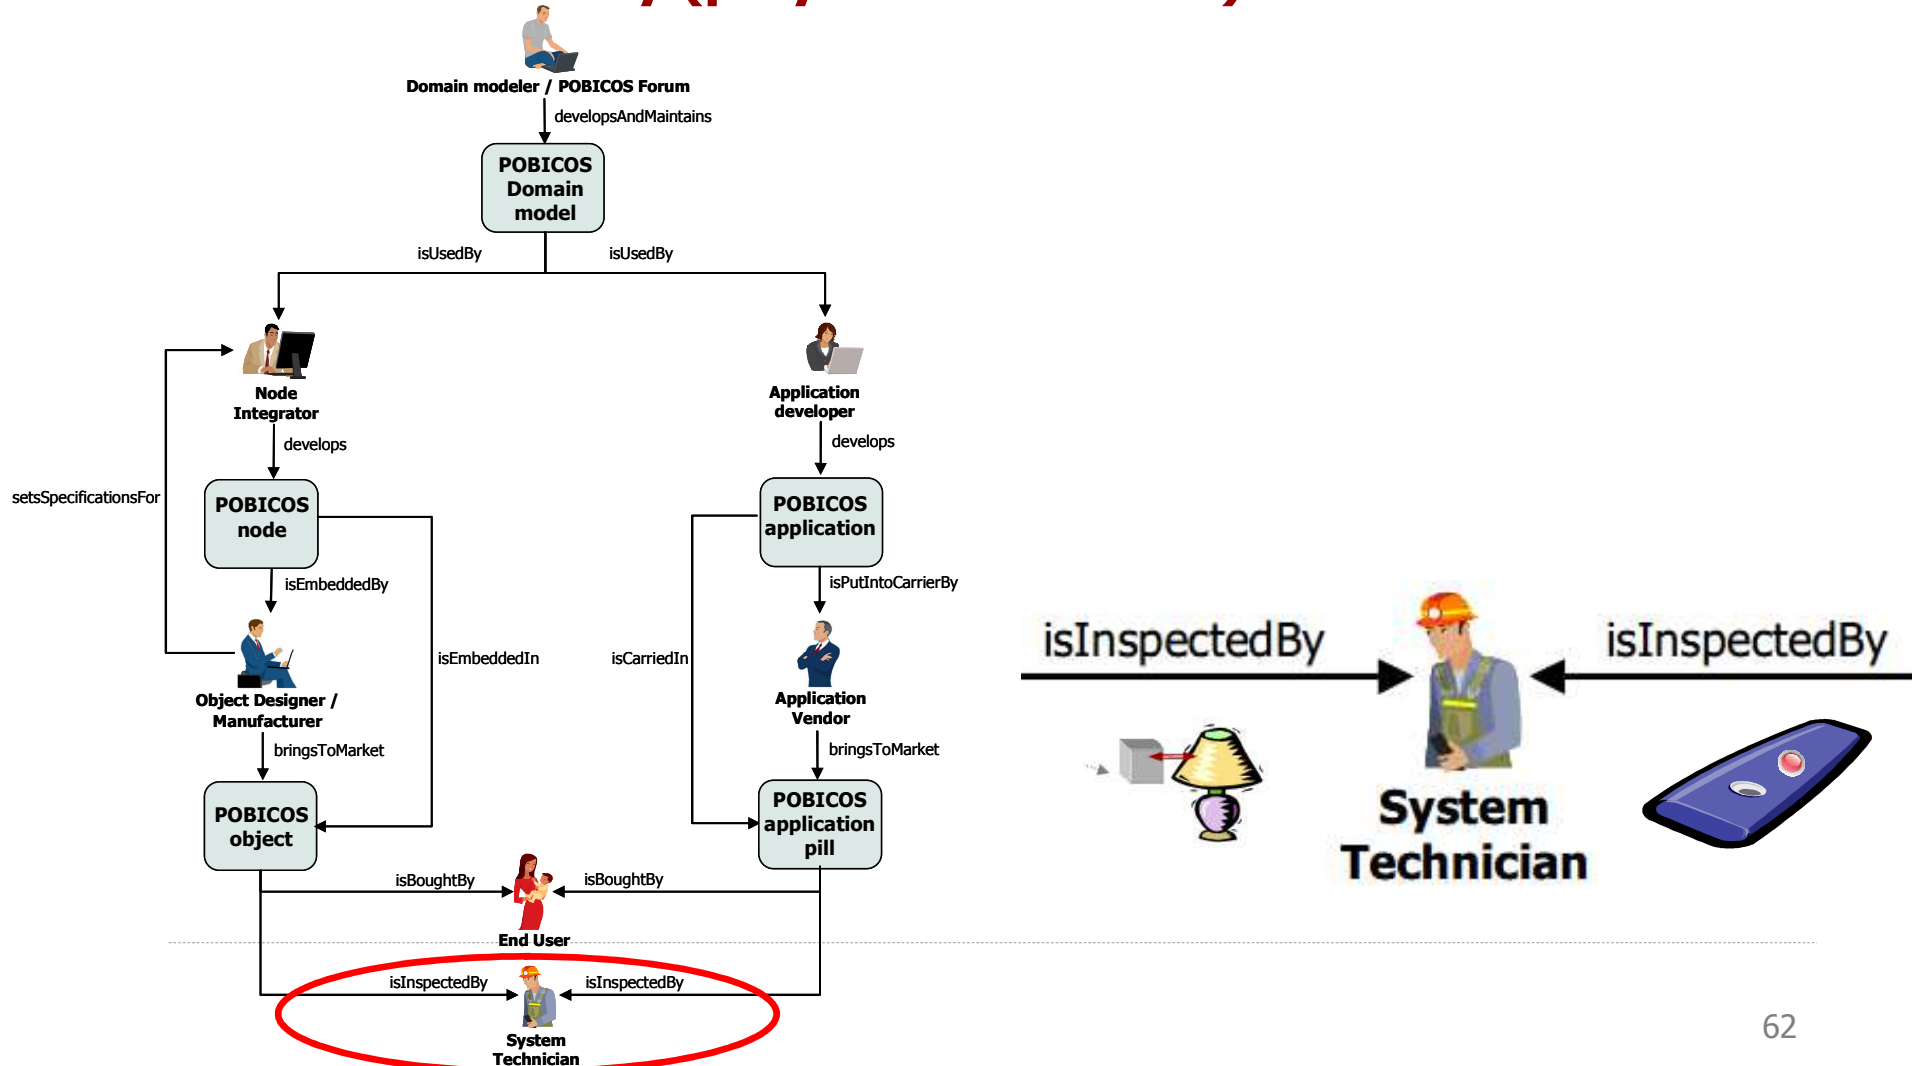 Domain modeler / POBICOS Forum
developsAndMaintains
POBICOS
Domain
model
isUsedBy
isUsedBy
Node
Integrator
Application
developer
develops
develops
setsSpecificationsFor
POBICOS
node
POBICOS
application
isEmbeddedBy
isPutIntoCarrierBy
isEmbeddedIn
isCarriedIn
Object Designer /
Manufacturer
Application
Vendor
bringsToMarket
bringsToMarket
POBICOS
object
POBICOS
application
pill
isBoughtBy
isBoughtBy
End User
isInspectedBy
isInspectedBy
System
Technician
isInspectedBy
isInspectedBy
System
Technician
62